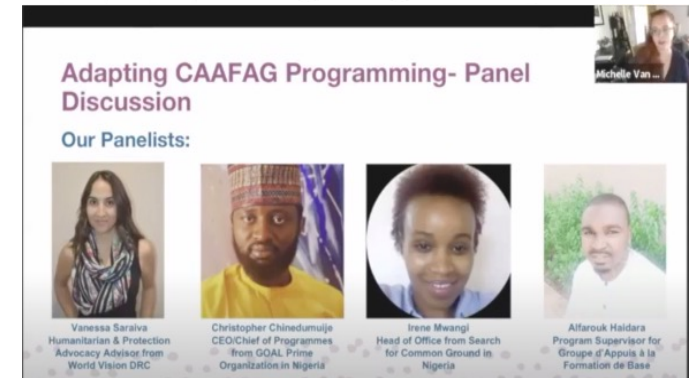 Adapting CAAFAG Programming- Panel
Discussion
Michelle Van ...
Our Panelists:
Vanessa Saraiva
Humanitarian & Protection
Advocacy Advisor from
World Vision DRC
Christopher Chinedumuije
CEO/Chief of Programmes
from GOAL Prime
Organization in Nigeria
Irene Mwangi
Head of Office from Search
for Common Ground in
Nigeria
Alfarouk Haidara
Program Supervisor for
Groupe d'Appuis à la
Formation de Base